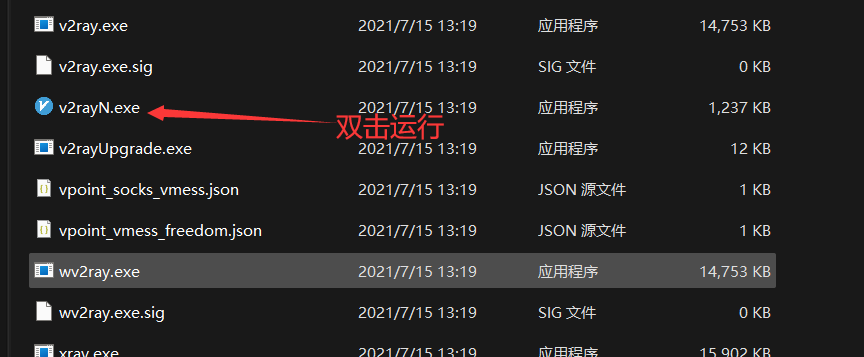 v2ray.exe 2021/7/15 13:19 应用程序 14,753 KB
v2ray.exe.sig 2021/7/15 13:19 SIG 文件 0 KB
v2rayN.exe 2021/7/15 13:19 应用程序 1,237 KB
双击运行
v2rayUpgrade.exe 2021/7/15 13:19 应用程序 12 KB
vpoint_socks_vmess.json 2021/7/15 13:19 JSON 源文件 1 KB
vpoint_vmess_freedom.json 2021/7/15 13:19 JSON 源文件 1 KB
wv2ray.exe 2021/7/15 13:19 应用程序 14,753 KB
wv2ray.exe.sig 2021/7/15 13:19 SIG 文件 0 KB
xray.exe 2021/7/15 13:19 应用程序 15,902 KB